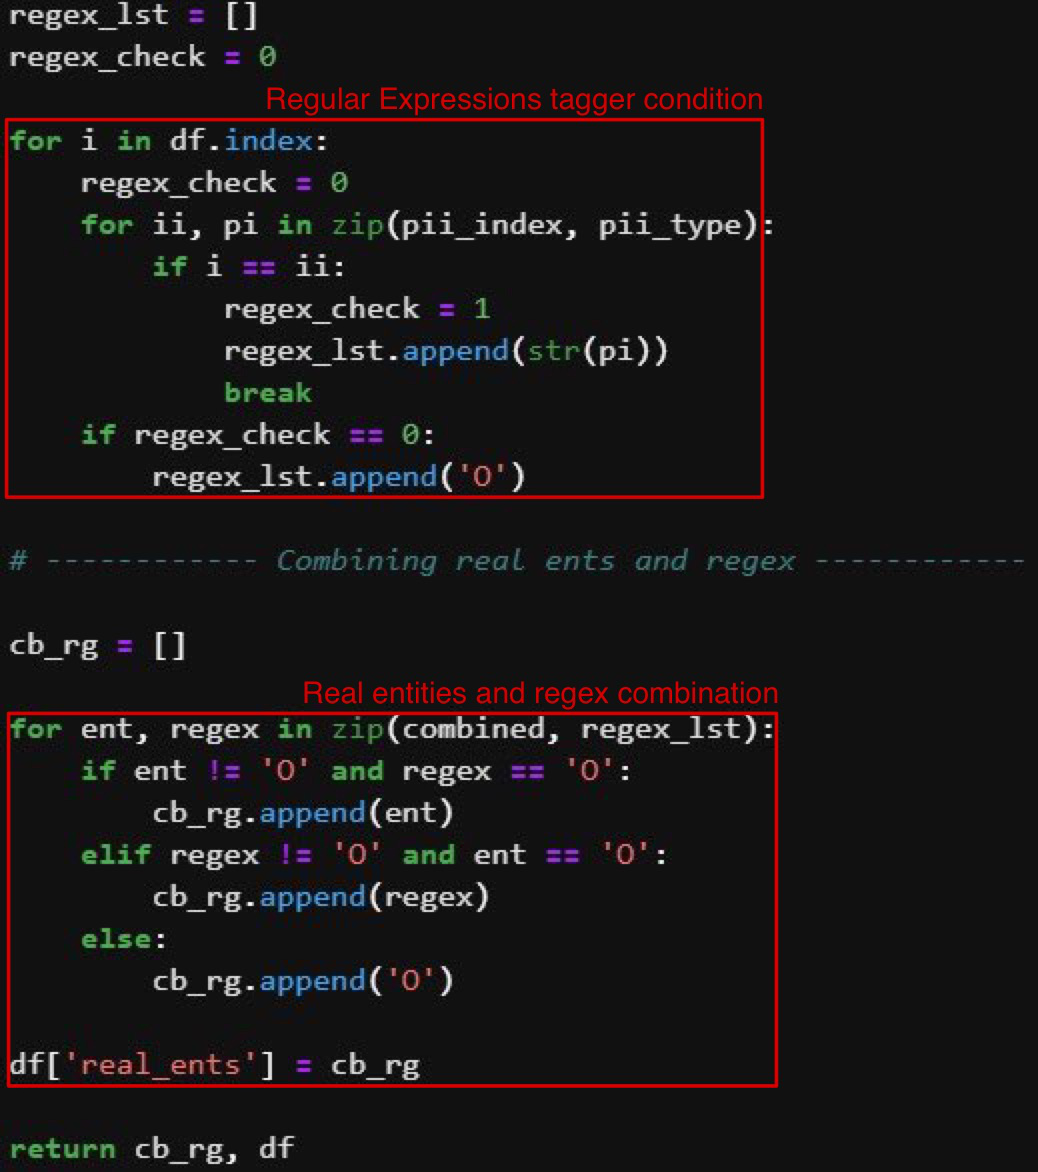 regex_lst = []
regex_check = 0
Regular Expressions tagger condition
for i in df.index:
    regex_check = 0
    for ii, pi in zip(pii_index, pii_type):
        if i == ii:
            regex_check = 1
            regex_lst.append(str(pi))
            break
    if regex_check == 0:
        regex_lst.append('O')
# ------------ Combining real ents and regex ------------
cb_rg = []
Real entities and regex combination
for ent, regex in zip(combined, regex_lst):
    if ent != 'O' and regex == 'O':
        cb_rg.append(ent)
    elif regex != 'O' and ent == 'O':
        cb_rg.append(regex)
    else:
        cb_rg.append('O')
df['real_ents'] = cb_rg
return cb_rg, df